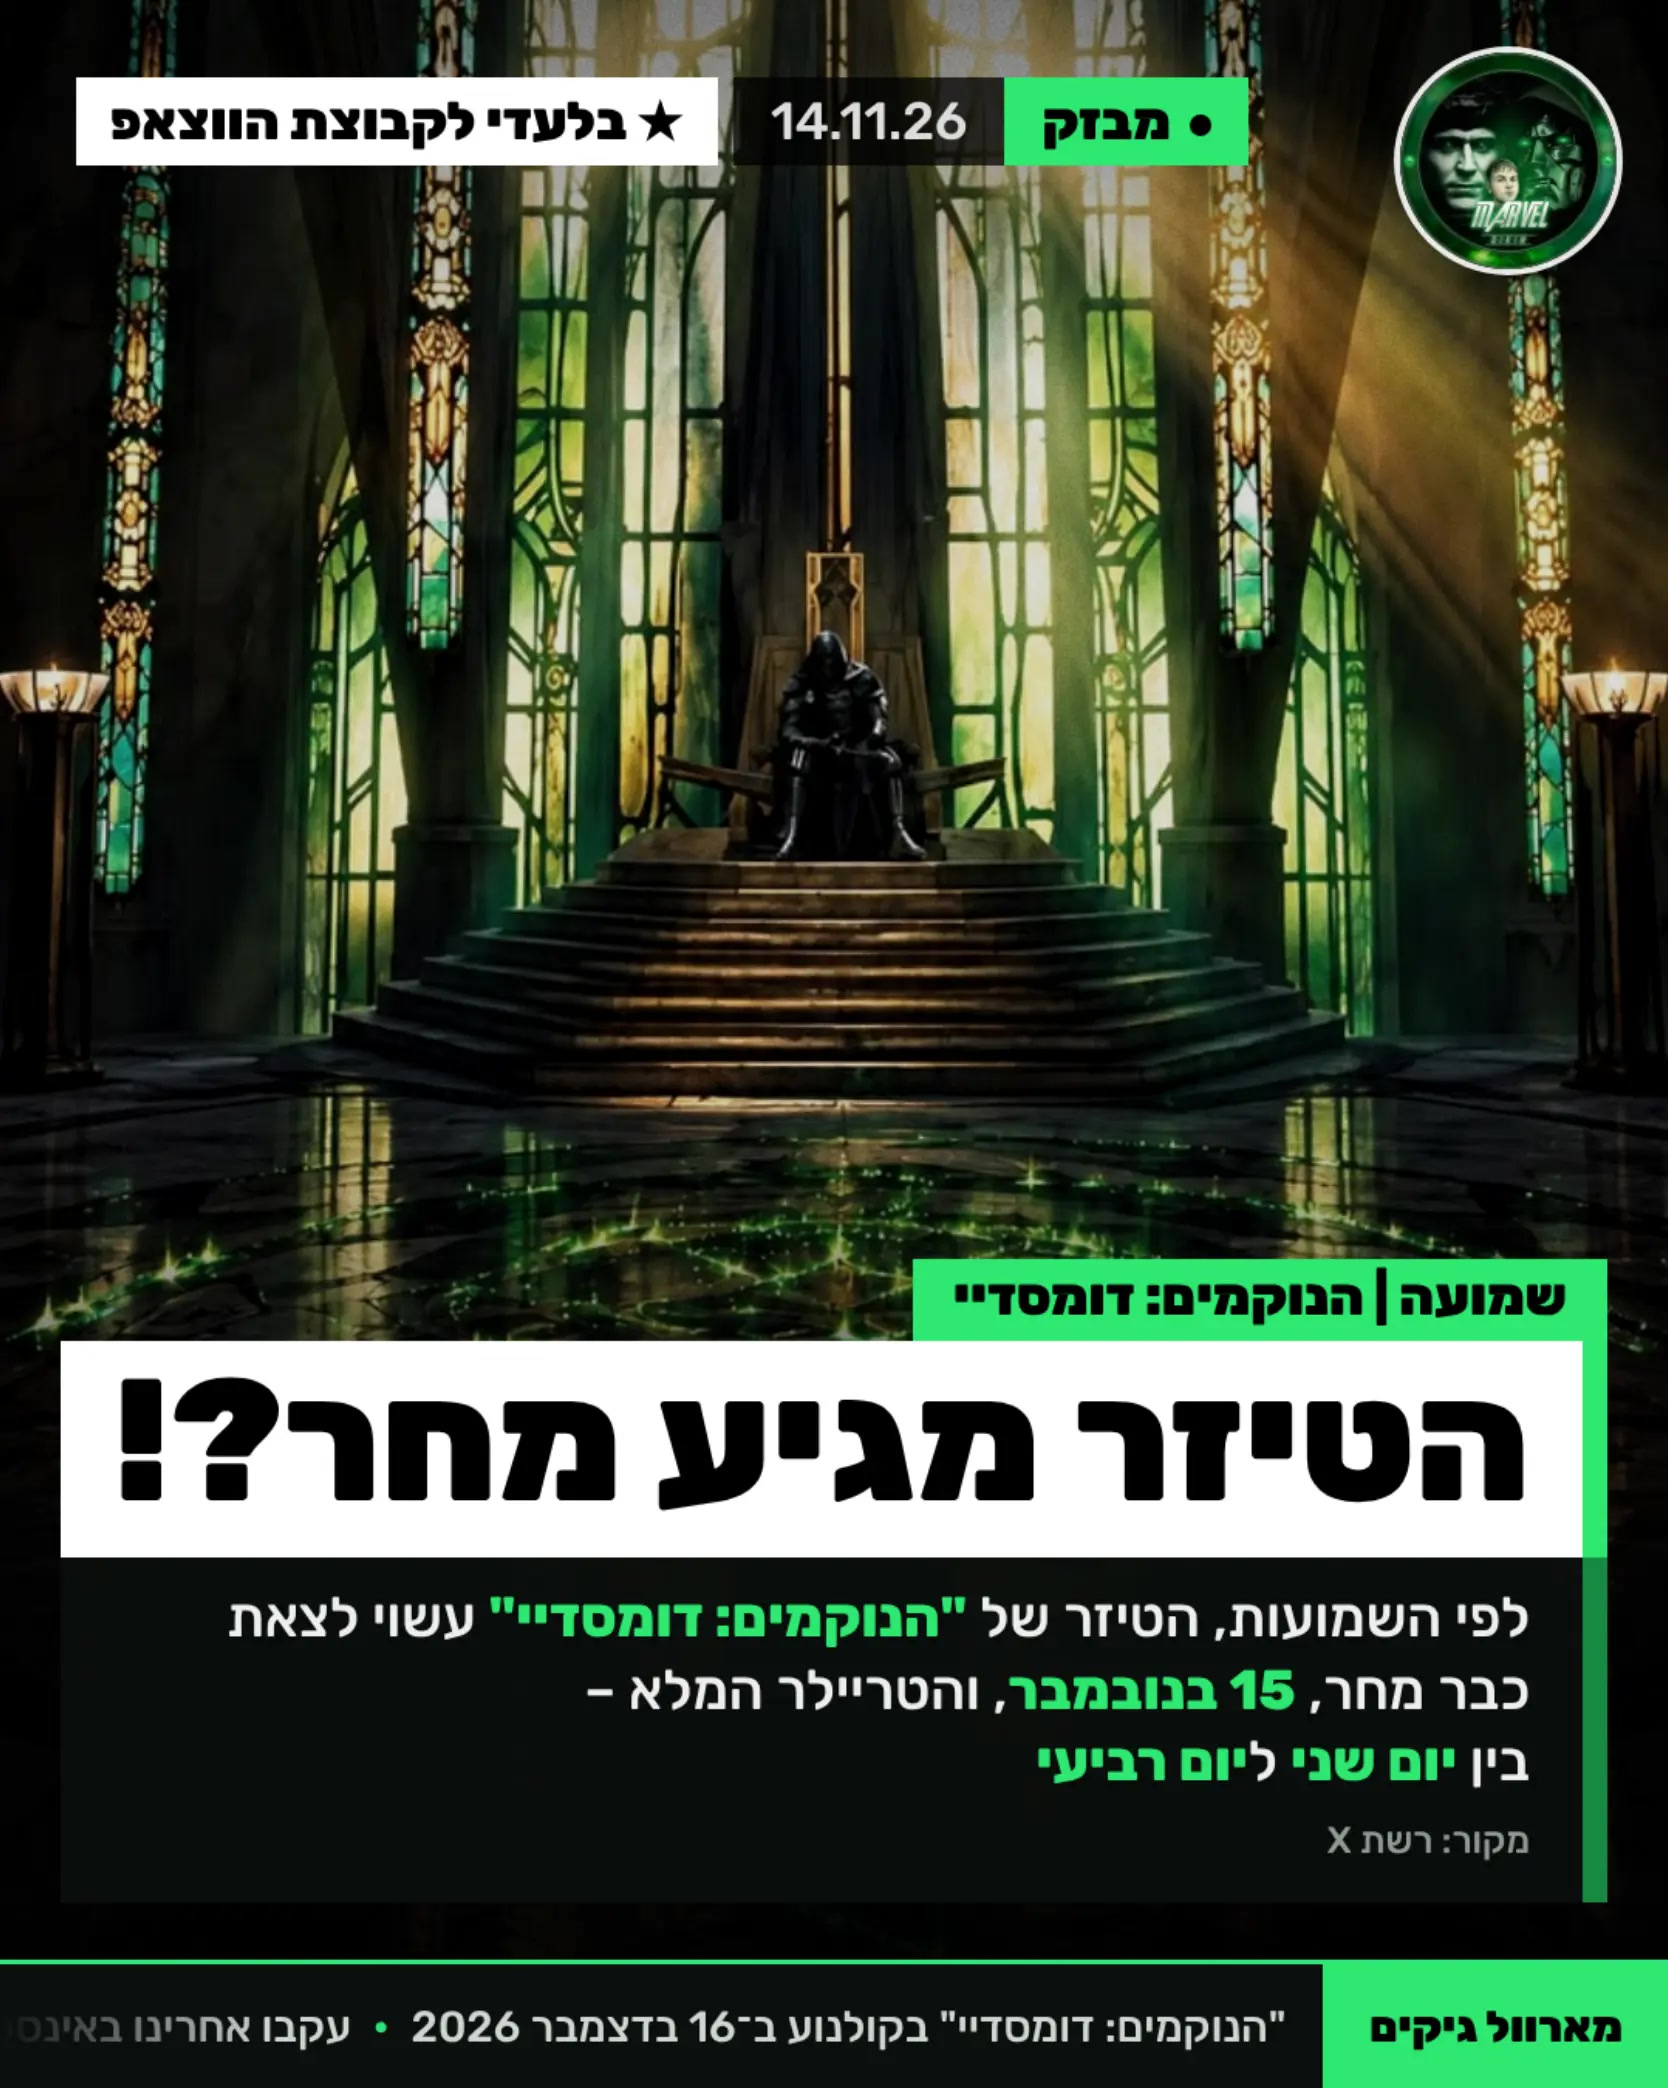 ● מבזק 14.11.26 ★ בלעדי לקבוצת הווצאפ
MARVEL
שמועה | הנוקמים: דומסדיי
הטיזר מגיע מחר?!
לפי השמועות, הטיזר של "הנוקמים: דומסדיי" עשוי לצאת
כבר מחר, 15 בנובמבר, והטריילר המלא –
בין יום שני ליום רביעי
מקור: רשת X
מארוול גיקים "הנוקמים: דומסדיי" בקולנוע ב־16 בדצמבר 2026 • עקבו אחרינו באינס